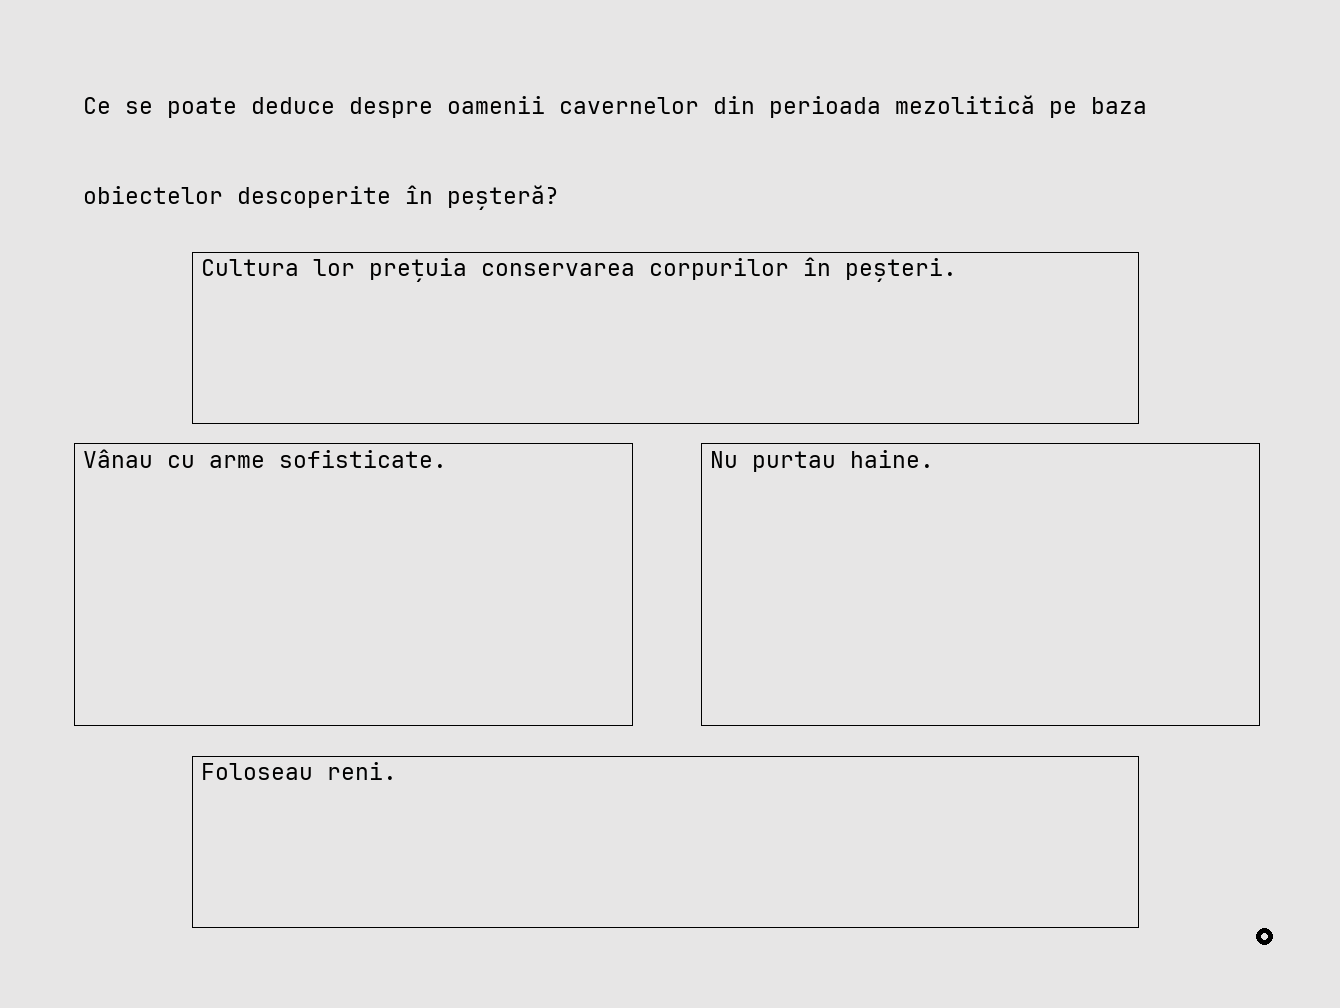 Ce se poate deduce despre oamenii cavernelor din perioada mezolitică pe baza
obiectelor descoperite în peșteră?
Cultura lor prețuia conservarea corpurilor în peșteri.
Vânau cu arme sofisticate.
Nu purtau haine.
Foloseau reni.